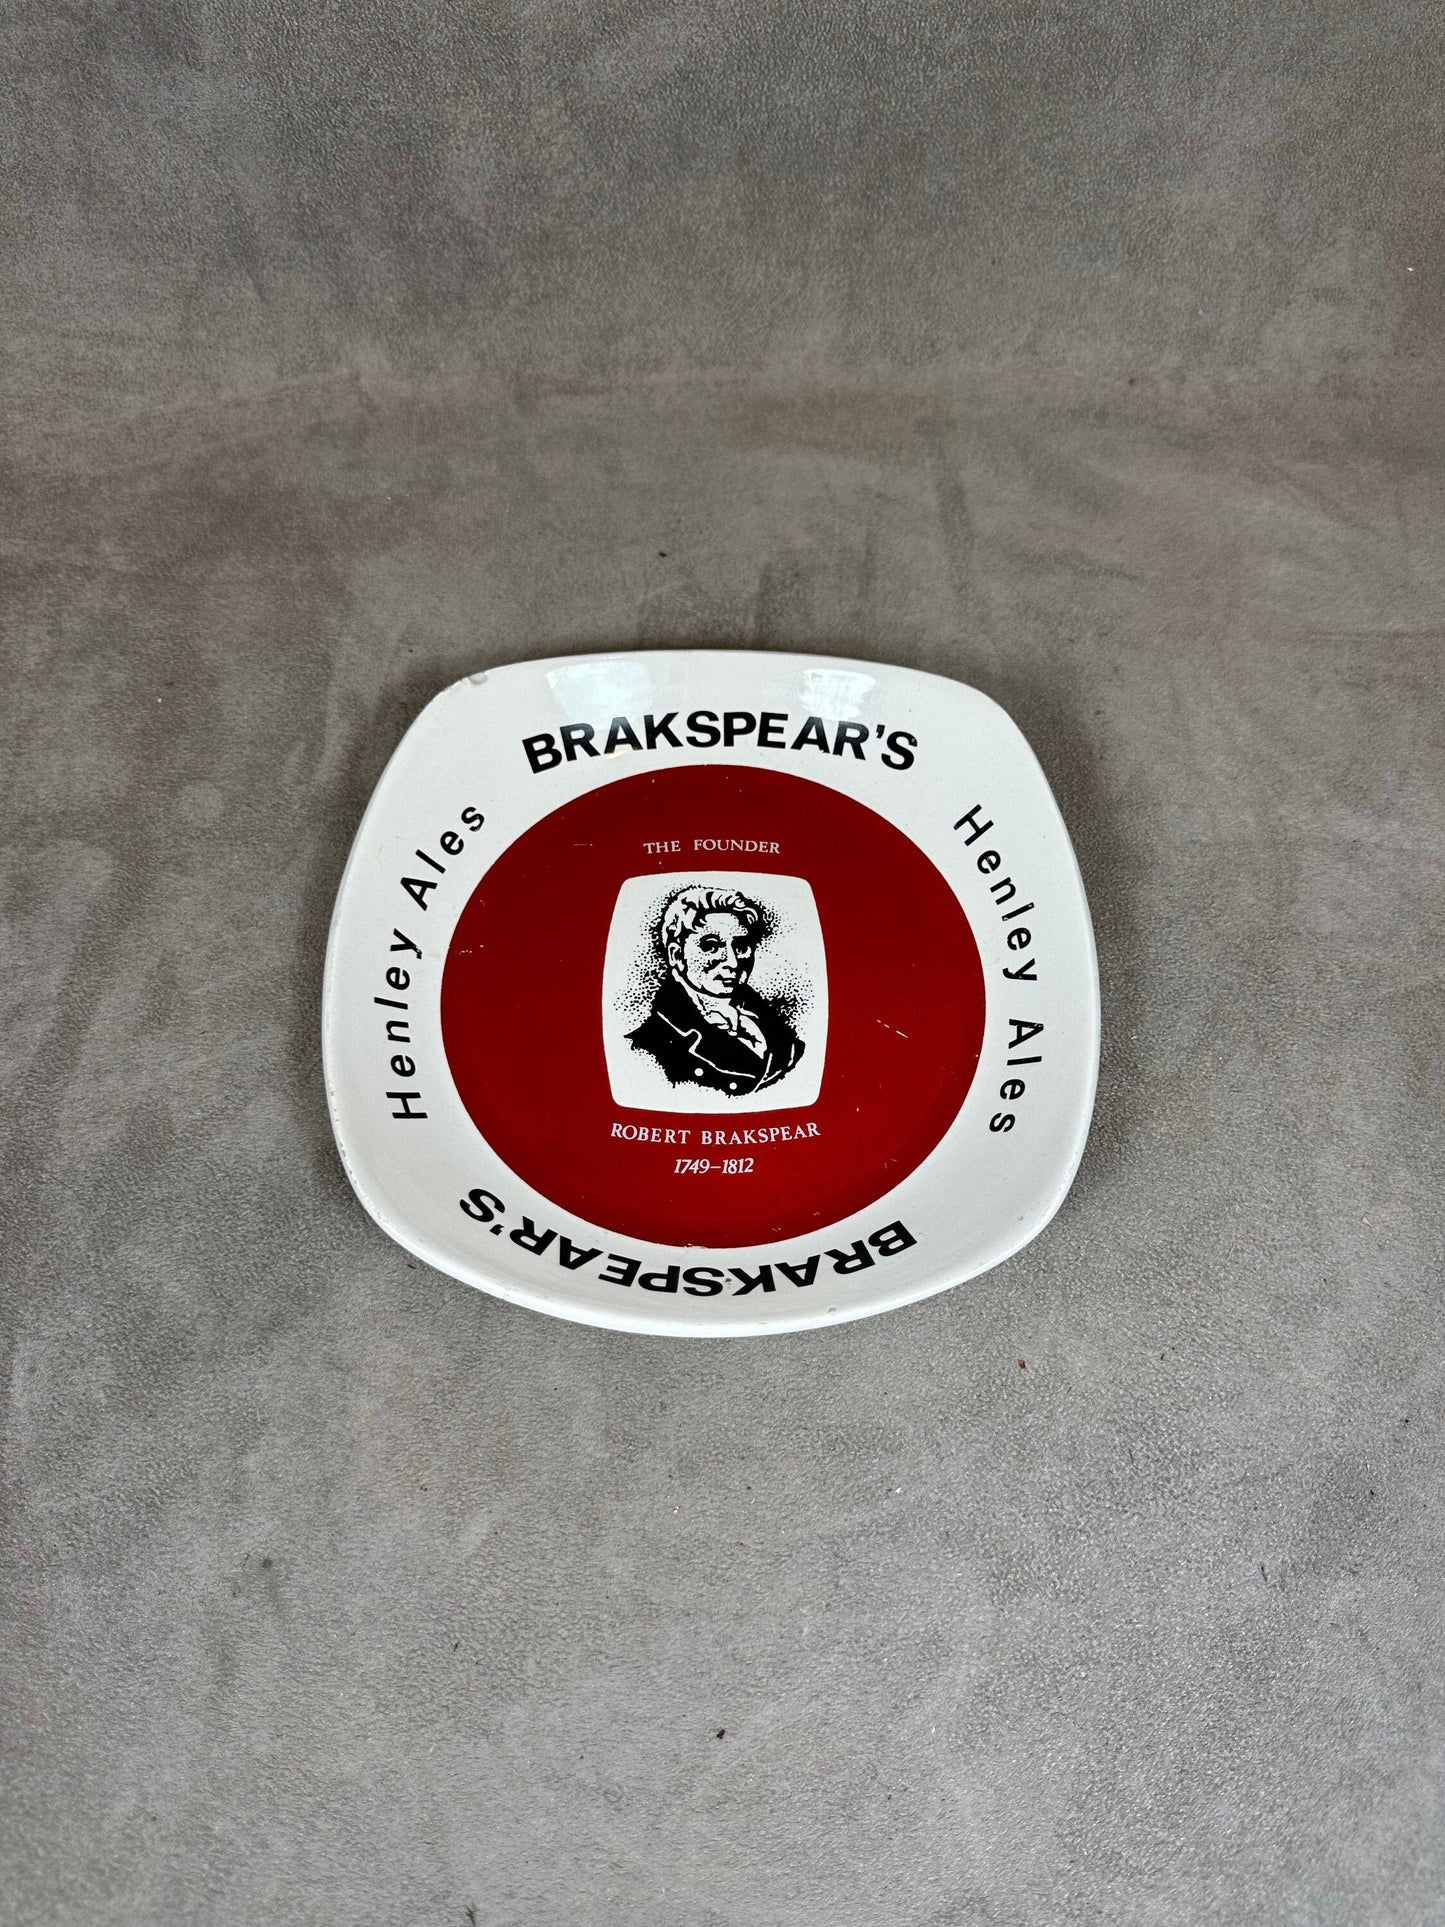 BRAKSPEAR'S
Henley Ales
Henley Ales
THE FOUNDER
ROBERT BRAKSPEAR
1749–1812
BRAKSPEAR'S